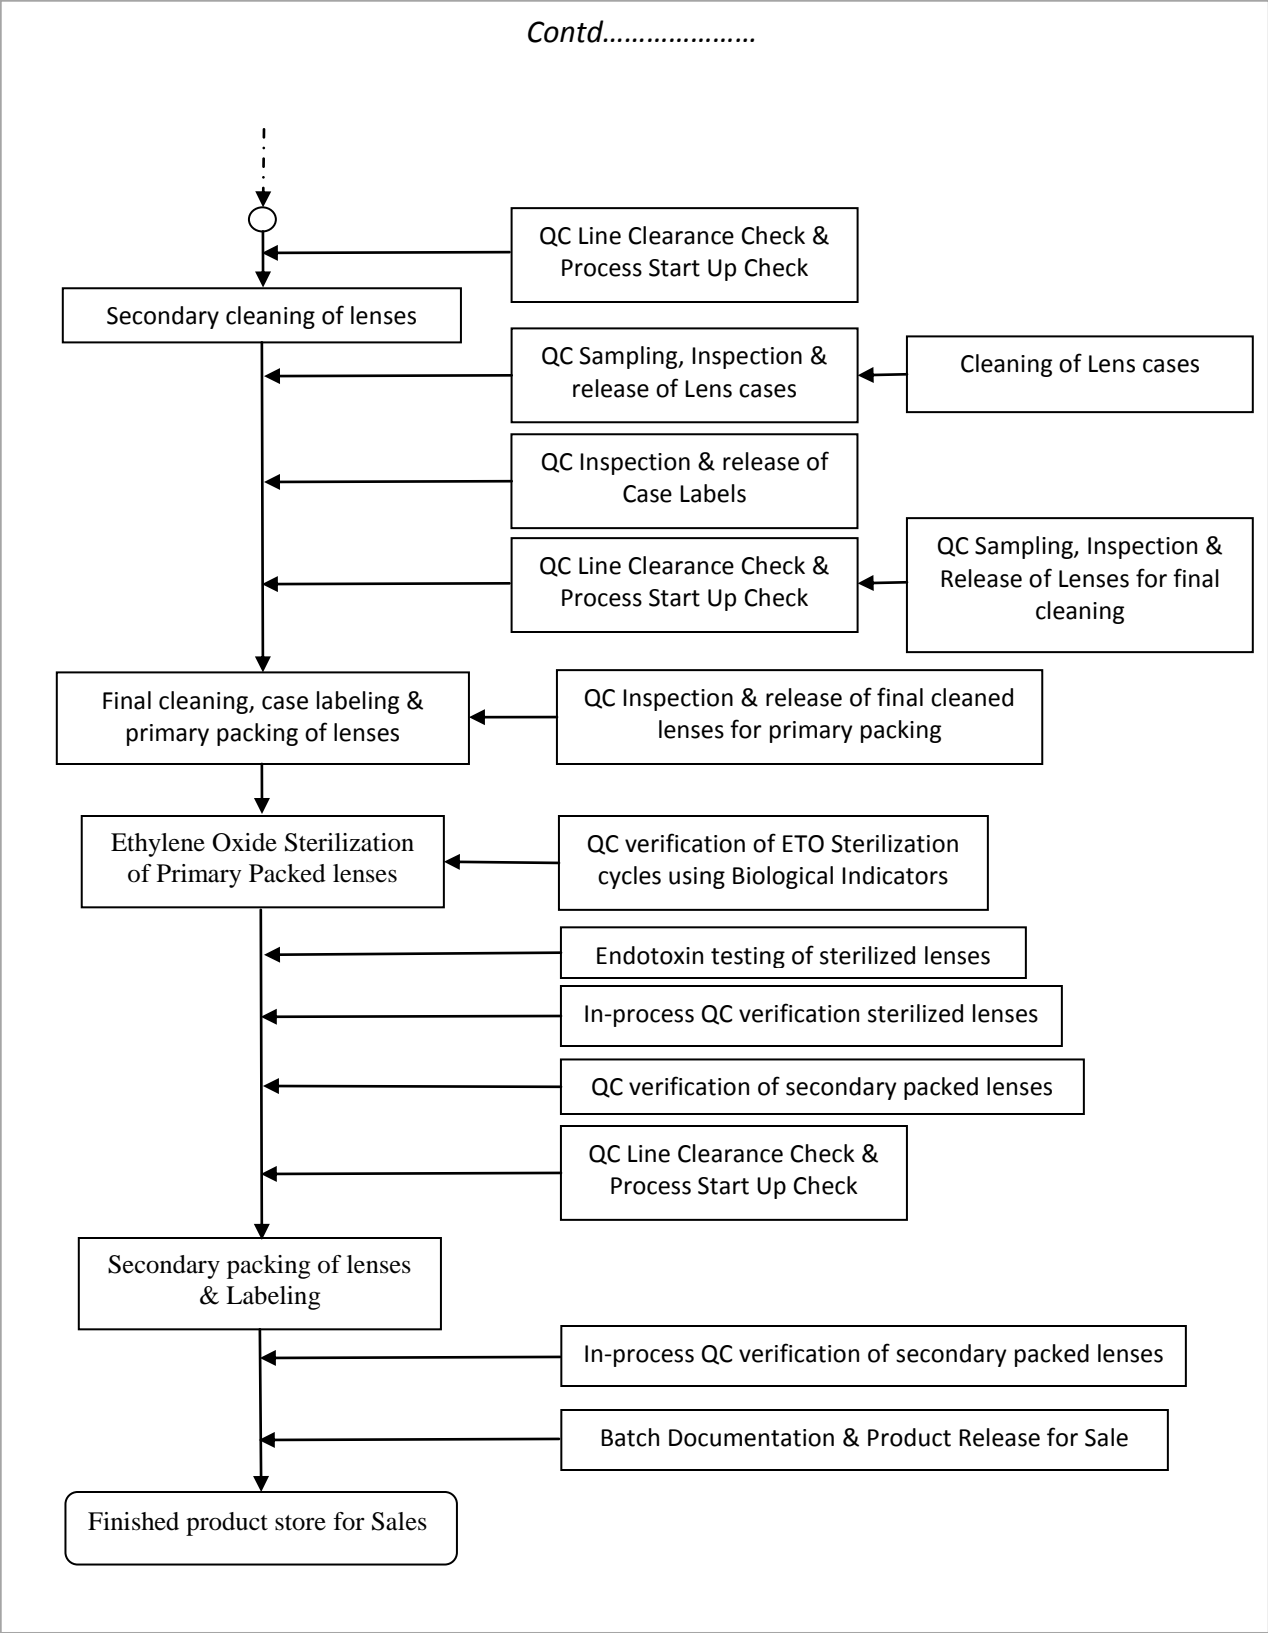 Contd.....................
QC Line Clearance Check &
Process Start Up Check
Secondary cleaning of lenses
QC Sampling, Inspection &
release of Lens cases
Cleaning of Lens cases
QC Inspection & release of
Case Labels
QC Line Clearance Check &
Process Start Up Check
QC Sampling, Inspection &
Release of Lenses for final
cleaning
Final cleaning, case labeling &
primary packing of lenses
QC Inspection & release of final cleaned
lenses for primary packing
Ethylene Oxide Sterilization
of Primary Packed lenses
QC verification of ETO Sterilization
cycles using Biological Indicators
Endotoxin testing of sterilized lenses
In-process QC verification sterilized lenses
QC verification of secondary packed lenses
QC Line Clearance Check &
Process Start Up Check
Secondary packing of lenses
& Labeling
In-process QC verification of secondary packed lenses
Batch Documentation & Product Release for Sale
Finished product store for Sales